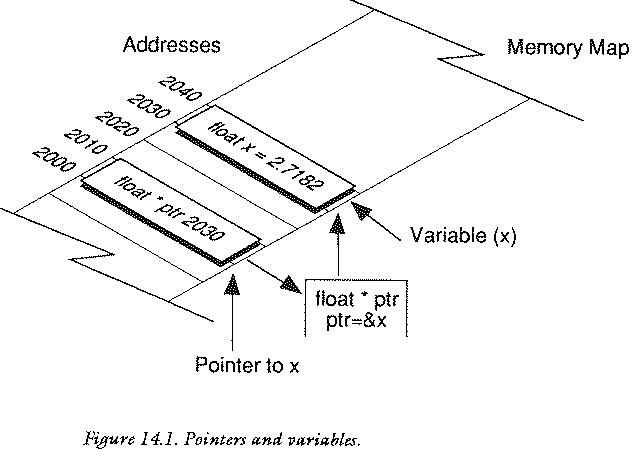 Addresses
Memory Map
2040
2030
2020
2010
2000
float x = 2.7182
float * ptr 2030
Variable (x)
float * ptr
ptr=&x
Pointer to x
Figure 14.1. Pointers and variables.